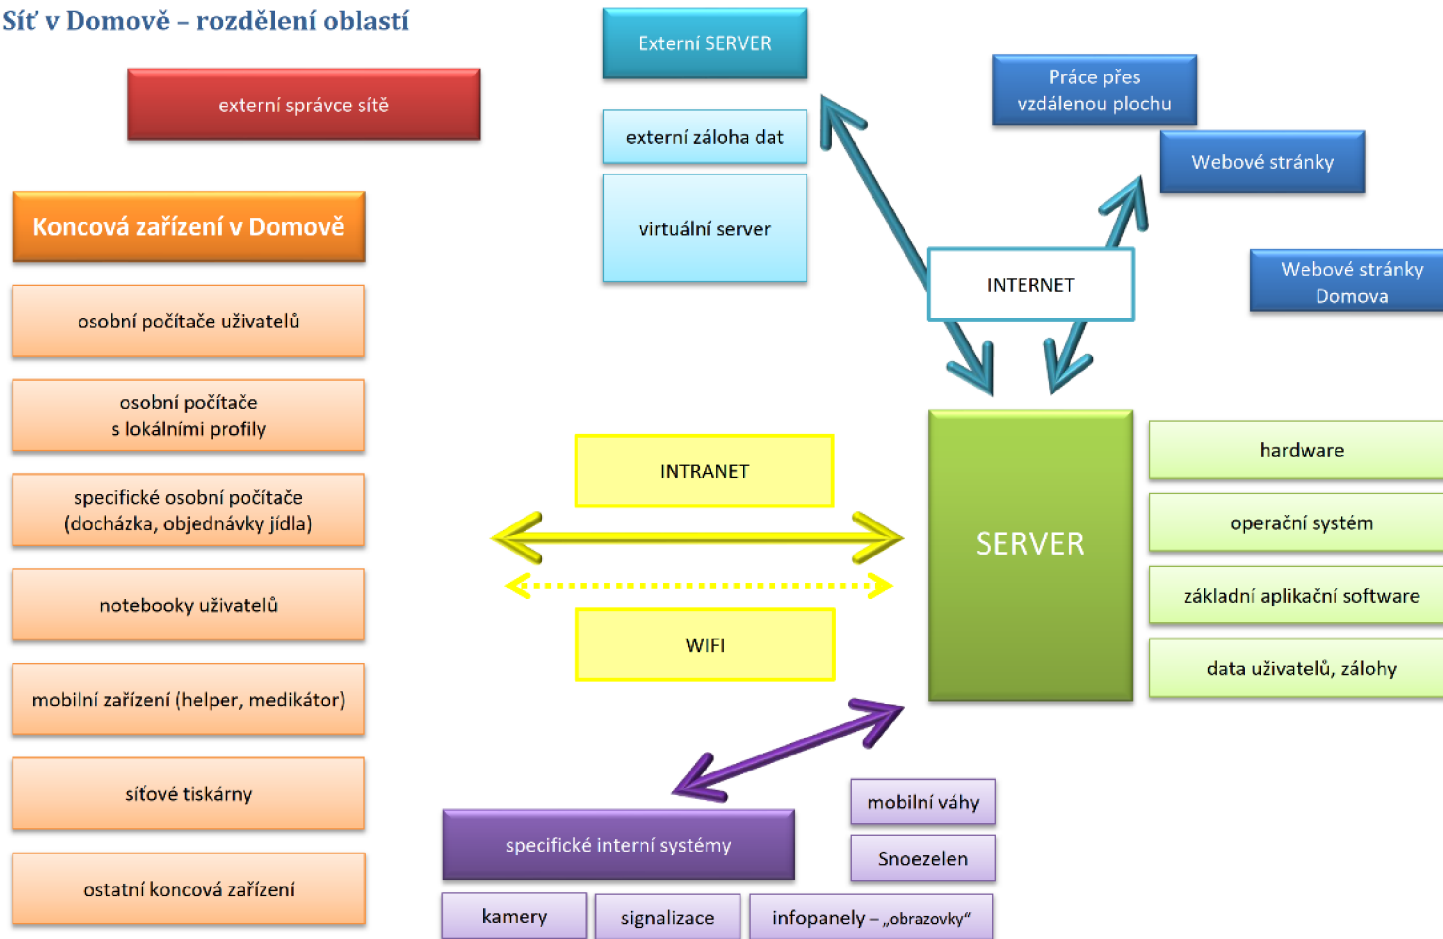 Síť v Domově – rozdělení oblastí
externí správce sítě
Externí SERVER
externí záloha dat
virtuální server
Práce přes
vzdálenou plochu
Webové stránky
Webové stránky
Domova
INTERNET
Koncová zařízení v Domově
osobní počítače uživatelů
osobní počítače
s lokálními profily
specifické osobní počítače
(docházka, objednávky jídla)
notebooky uživatelů
mobilní zařízení (helper, medikátor)
síťové tiskárny
ostatní koncová zařízení
INTRANET
WIFI
SERVER
hardware
operační systém
základní aplikační software
data uživatelů, zálohy
specifické interní systémy
mobilní váhy
Snoezelen
kamery
signalizace
infopanely – „obrazovky“